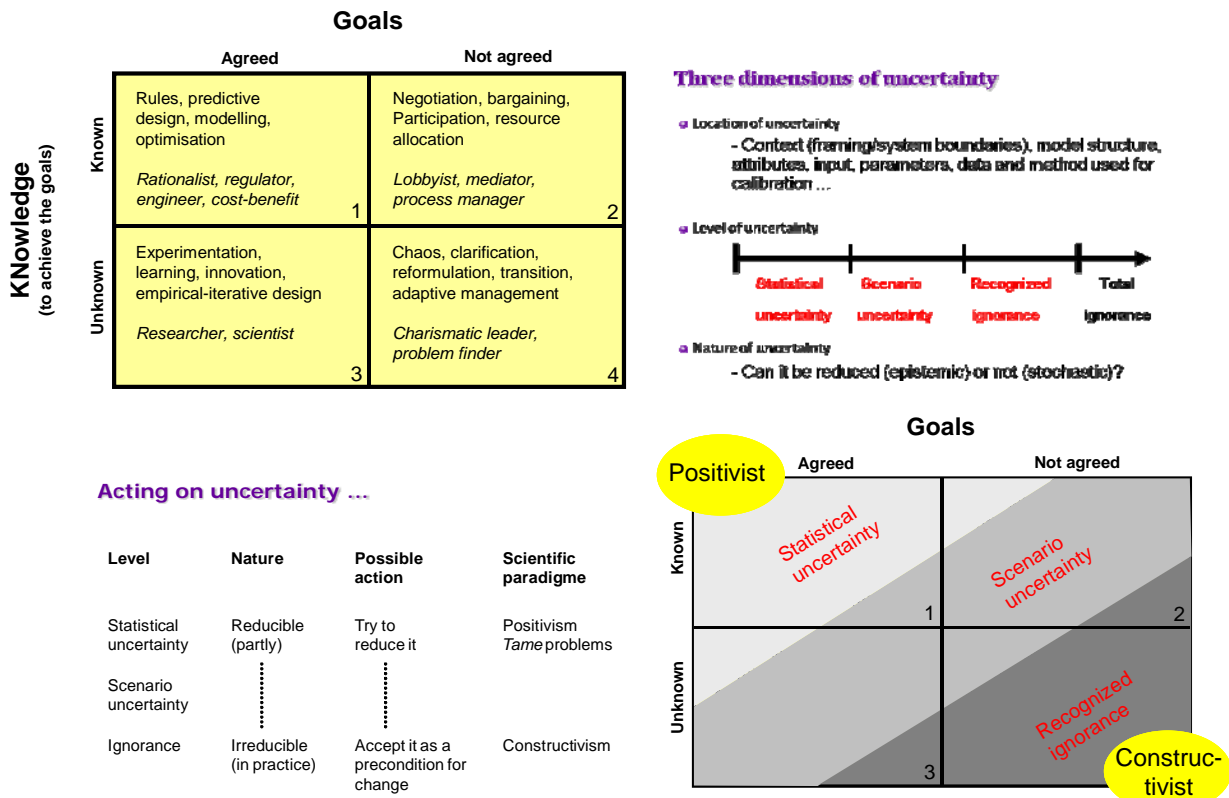 Goals
Agreed
Not agreed
KNowledge
(to achieve the goals)
Known
Rules, predictive
design, modelling,
optimisation
Rationalist, regulator,
engineer, cost-benefit
1
Negotiation, bargaining,
Participation, resource
allocation
Lobbyist, mediator,
process manager
2
Unknown
Experimentation,
learning, innovation,
empirical-iterative design
Researcher, scientist
3
Chaos, clarification,
reformulation, transition,
adaptive management
Charismatic leader,
problem finder
4
Three dimensions of uncertainty
Location of uncertainty
- Context (framing/system boundaries), model structure,
attributes, input, parameters, data and method used for
calibration ...
Level of uncertainty
Statistical
uncertainty
Scenario
uncertainty
Recognized
ignorance
Total
ignorance
Nature of uncertainty
- Can it be reduced (epistemic) or not (stochastic)?
Acting on uncertainty ...
Level
Nature
Possible
action
Scientific
paradigme
Statistical
uncertainty
Reducible
(partly)
Try to
reduce it
Positivism
Tame problems
Scenario
uncertainty
Ignorance
Irreducible
(in practice)
Accept it as a
precondition for
change
Constructivism
Goals
Positivist
Agreed
Not agreed
Known
Statistical
uncertainty
1
Scenario
uncertainty
2
Unknown
3
Recognized
ignorance
Construc-
tivist